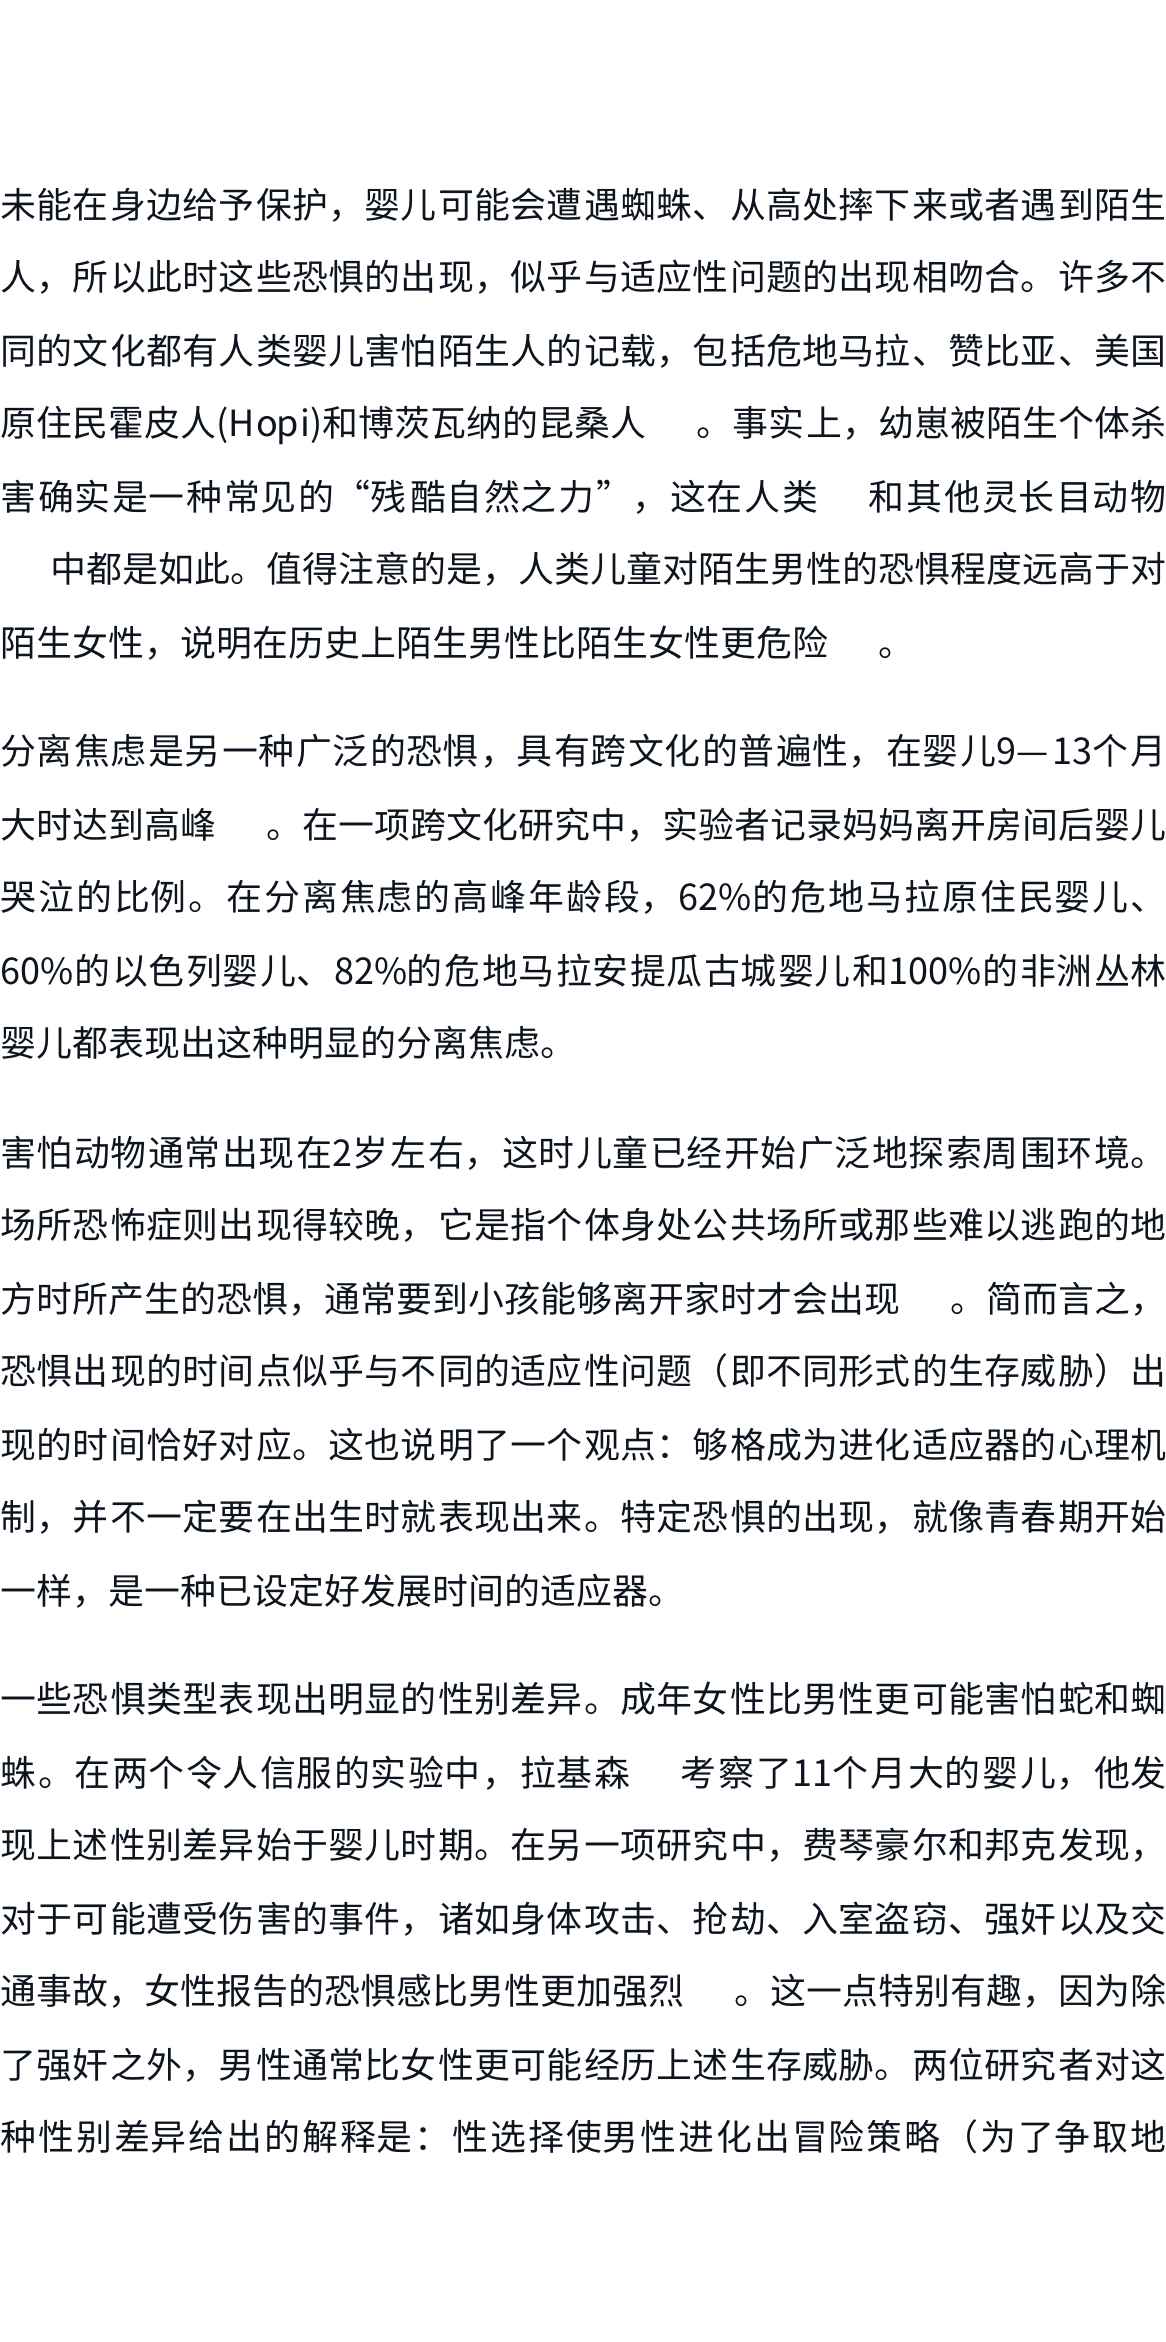 未能在身边给予保护，婴儿可能会遭遇蜘蛛、从高处摔下来或者遇到陌生
人，所以此时这些恐惧的出现，似乎与适应性问题的出现相吻合。许多不
同的文化都有人类婴儿害怕陌生人的记载，包括危地马拉、赞比亚、美国
原住民霍皮人(Hopi)和博茨瓦纳的昆桑人 。事实上，幼崽被陌生个体杀
害确实是一种常见的“残酷自然之力”，这在人类 和其他灵长目动物
中都是如此。值得注意的是，人类儿童对陌生男性的恐惧程度远高于对
陌生女性，说明在历史上陌生男性比陌生女性更危险 。
分离焦虑是另一种广泛的恐惧，具有跨文化的普遍性，在婴儿9—13个月
大时达到高峰 。在一项跨文化研究中，实验者记录妈妈离开房间后婴儿
哭泣的比例。在分离焦虑的高峰年龄段，62%的危地马拉原住民婴儿、
60%的以色列婴儿、82%的危地马拉安提瓜古城婴儿和100%的非洲丛林
婴儿都表现出这种明显的分离焦虑。
害怕动物通常出现在2岁左右，这时儿童已经开始广泛地探索周围环境。
场所恐怖症则出现得较晚，它是指个体身处公共场所或那些难以逃跑的地
方时所产生的恐惧，通常要到小孩能够离开家时才会出现 。简而言之，
恐惧出现的时间点似乎与不同的适应性问题（即不同形式的生存威胁）出
现的时间恰好对应。这也说明了一个观点：够格成为进化适应器的心理机
制，并不一定要在出生时就表现出来。特定恐惧的出现，就像青春期开始
一样，是一种已设定好发展时间的适应器。
一些恐惧类型表现出明显的性别差异。成年女性比男性更可能害怕蛇和蜘
蛛。在两个令人信服的实验中，拉基森 考察了11个月大的婴儿，他发
现上述性别差异始于婴儿时期。在另一项研究中，费琴豪尔和邦克发现，
对于可能遭受伤害的事件，诸如身体攻击、抢劫、入室盗窃、强奸以及交
通事故，女性报告的恐惧感比男性更加强烈 。这一点特别有趣，因为除
了强奸之外，男性通常比女性更可能经历上述生存威胁。两位研究者对这
种性别差异给出的解释是：性选择使男性进化出冒险策略（为了争取地